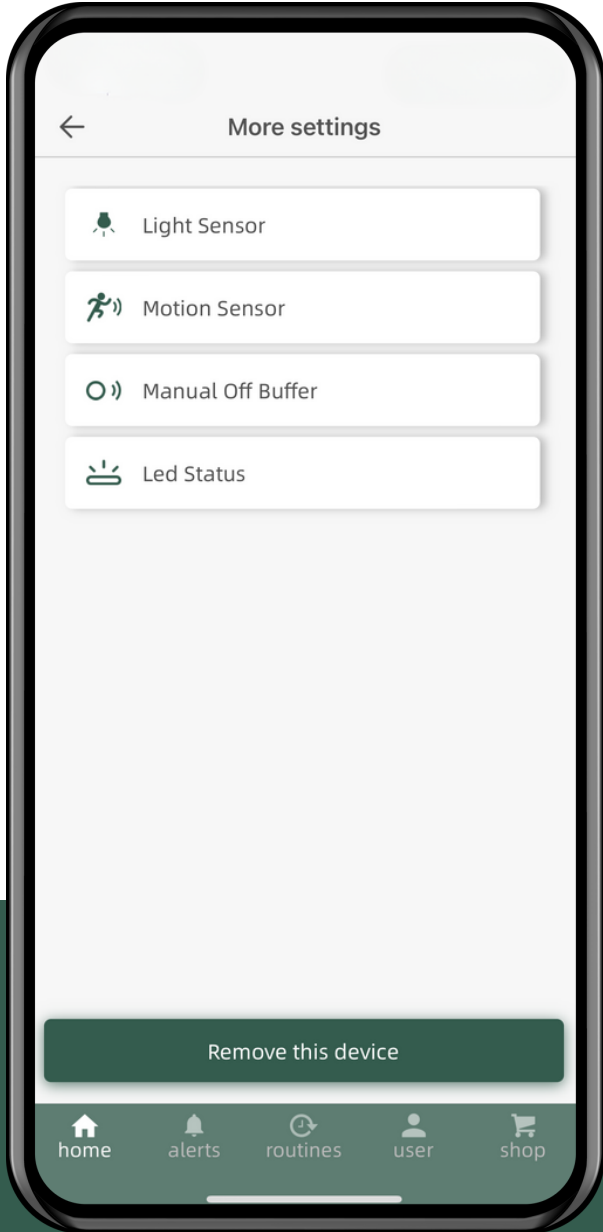 More settings
Light Sensor
Motion Sensor
Manual Off Buffer
Led Status
Remove this device
home alerts routines user shop